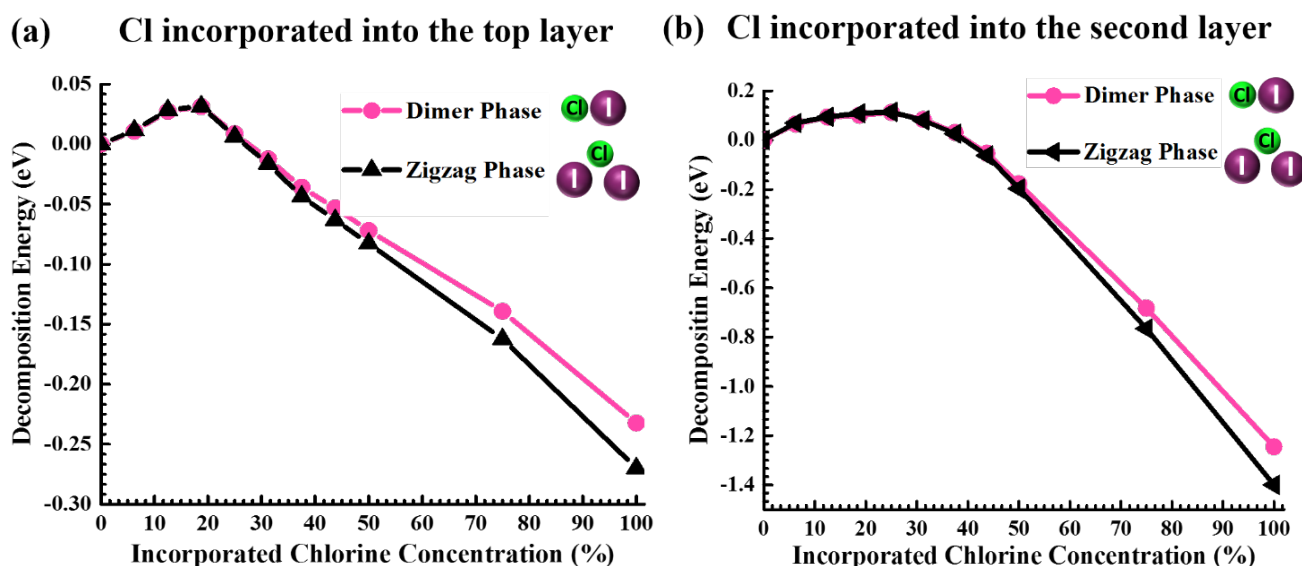 (a) Cl incorporated into the top layer
0.05
0.00
-0.05
-0.10
-0.15
-0.20
-0.25
-0.30
Decomposition Energy (eV)
Dimer Phase Cl I
Zigzag Phase Cl I I
0 10 20 30 40 50 60 70 80 90 100
Incorporated Chlorine Concentration (%)
(b) Cl incorporated into the second layer
0.2
0.0
-0.2
-0.4
-0.6
-0.8
-1.0
-1.2
-1.4
Decompositin Energy (eV)
Dimer Phase Cl I
Zigzag Phase Cl I I
0 10 20 30 40 50 60 70 80 90 100
Incorporated Chlorine Concentration (%)